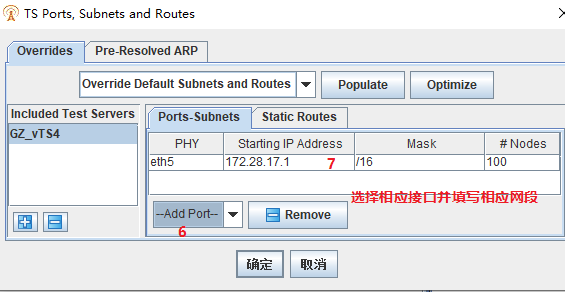 TS Ports, Subnets and Routes
Overrides
Pre-Resolved ARP
Override Default Subnets and Routes
Populate
Optimize
Included Test Servers
GZ_vTS4
Ports-Subnets
Static Routes
PHY
Starting IP Address
Mask
# Nodes
eth5
172.28.17.1
7
/16
100
选择相应接口并填写相应网段
--Add Port--
Remove
6
确定
取消